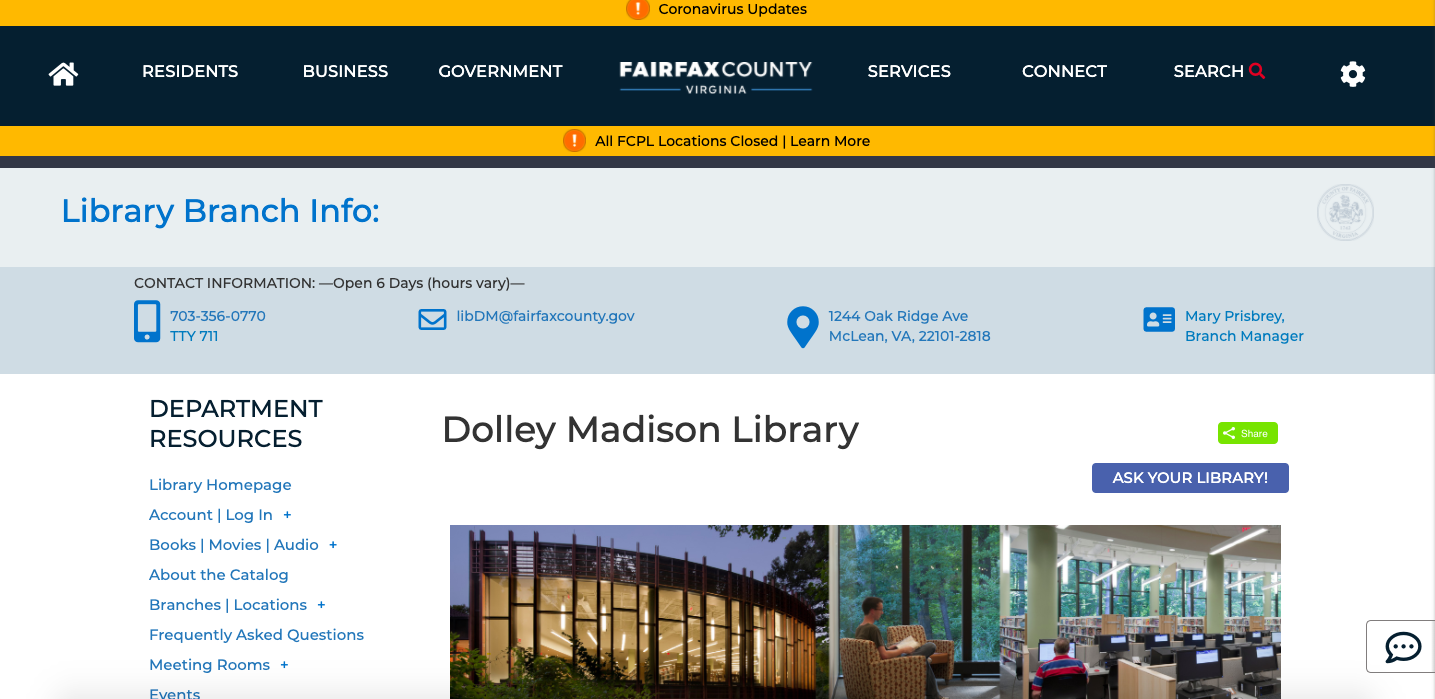 Coronavirus Updates
RESIDENTS
BUSINESS
GOVERNMENT
FAIRFAXCOUNTY
VIRGINIA
SERVICES
CONNECT
SEARCH
All FCPL Locations Closed | Learn More
Library Branch Info:
CONTACT INFORMATION: —Open 6 Days (hours vary)—
703-356-0770
TTY 711
libDM@fairfaxcounty.gov
1244 Oak Ridge Ave
McLean, VA, 22101-2818
Mary Prisbrey,
Branch Manager
DEPARTMENT
RESOURCES
Library Homepage
Account | Log In +
Books | Movies | Audio +
About the Catalog
Branches | Locations +
Frequently Asked Questions
Meeting Rooms +
Events
Dolley Madison Library
Share
ASK YOUR LIBRARY!